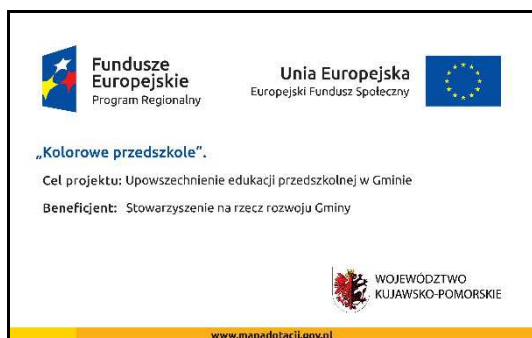 Fundusze
Europejskie
Program Regionalny
Unia Europejska
Europejski Fundusz Społeczny
„Kolorowe przedszkole”.
Cel projektu: Upowszechnienie edukacji przedszkolnej w Gminie
Beneficjent: Stowarzyszenie na rzecz rozwoju Gminy
WOJEWÓDZTWO
KUJAWSKO-POMORSKIE
www.mapadotacji.gov.pl